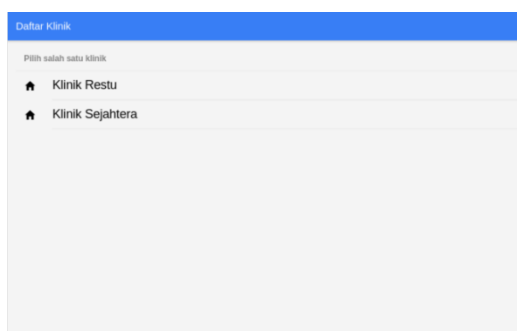 Daftar Klinik
Pilih salah satu klinik
Klinik Restu
Klinik Sejahtera